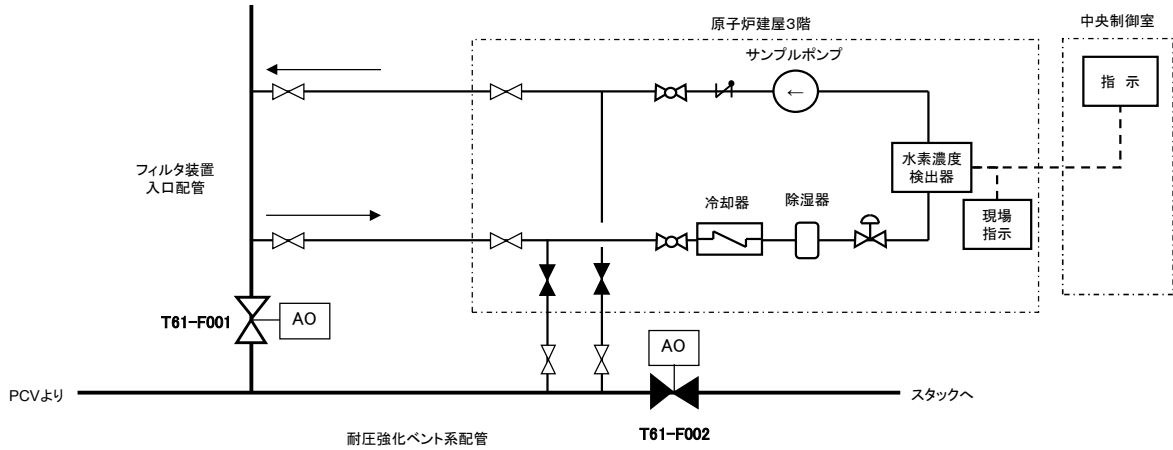 原子炉建屋3階
中央制御室
サンプルポンプ
指 示
←
フィルタ装置
入口配管
水素濃度
検出器
冷却器
除湿器
現場
指示
T61-F001
AO
AO
PCVより
スタックへ
T61-F002
耐圧強化ベント系配管